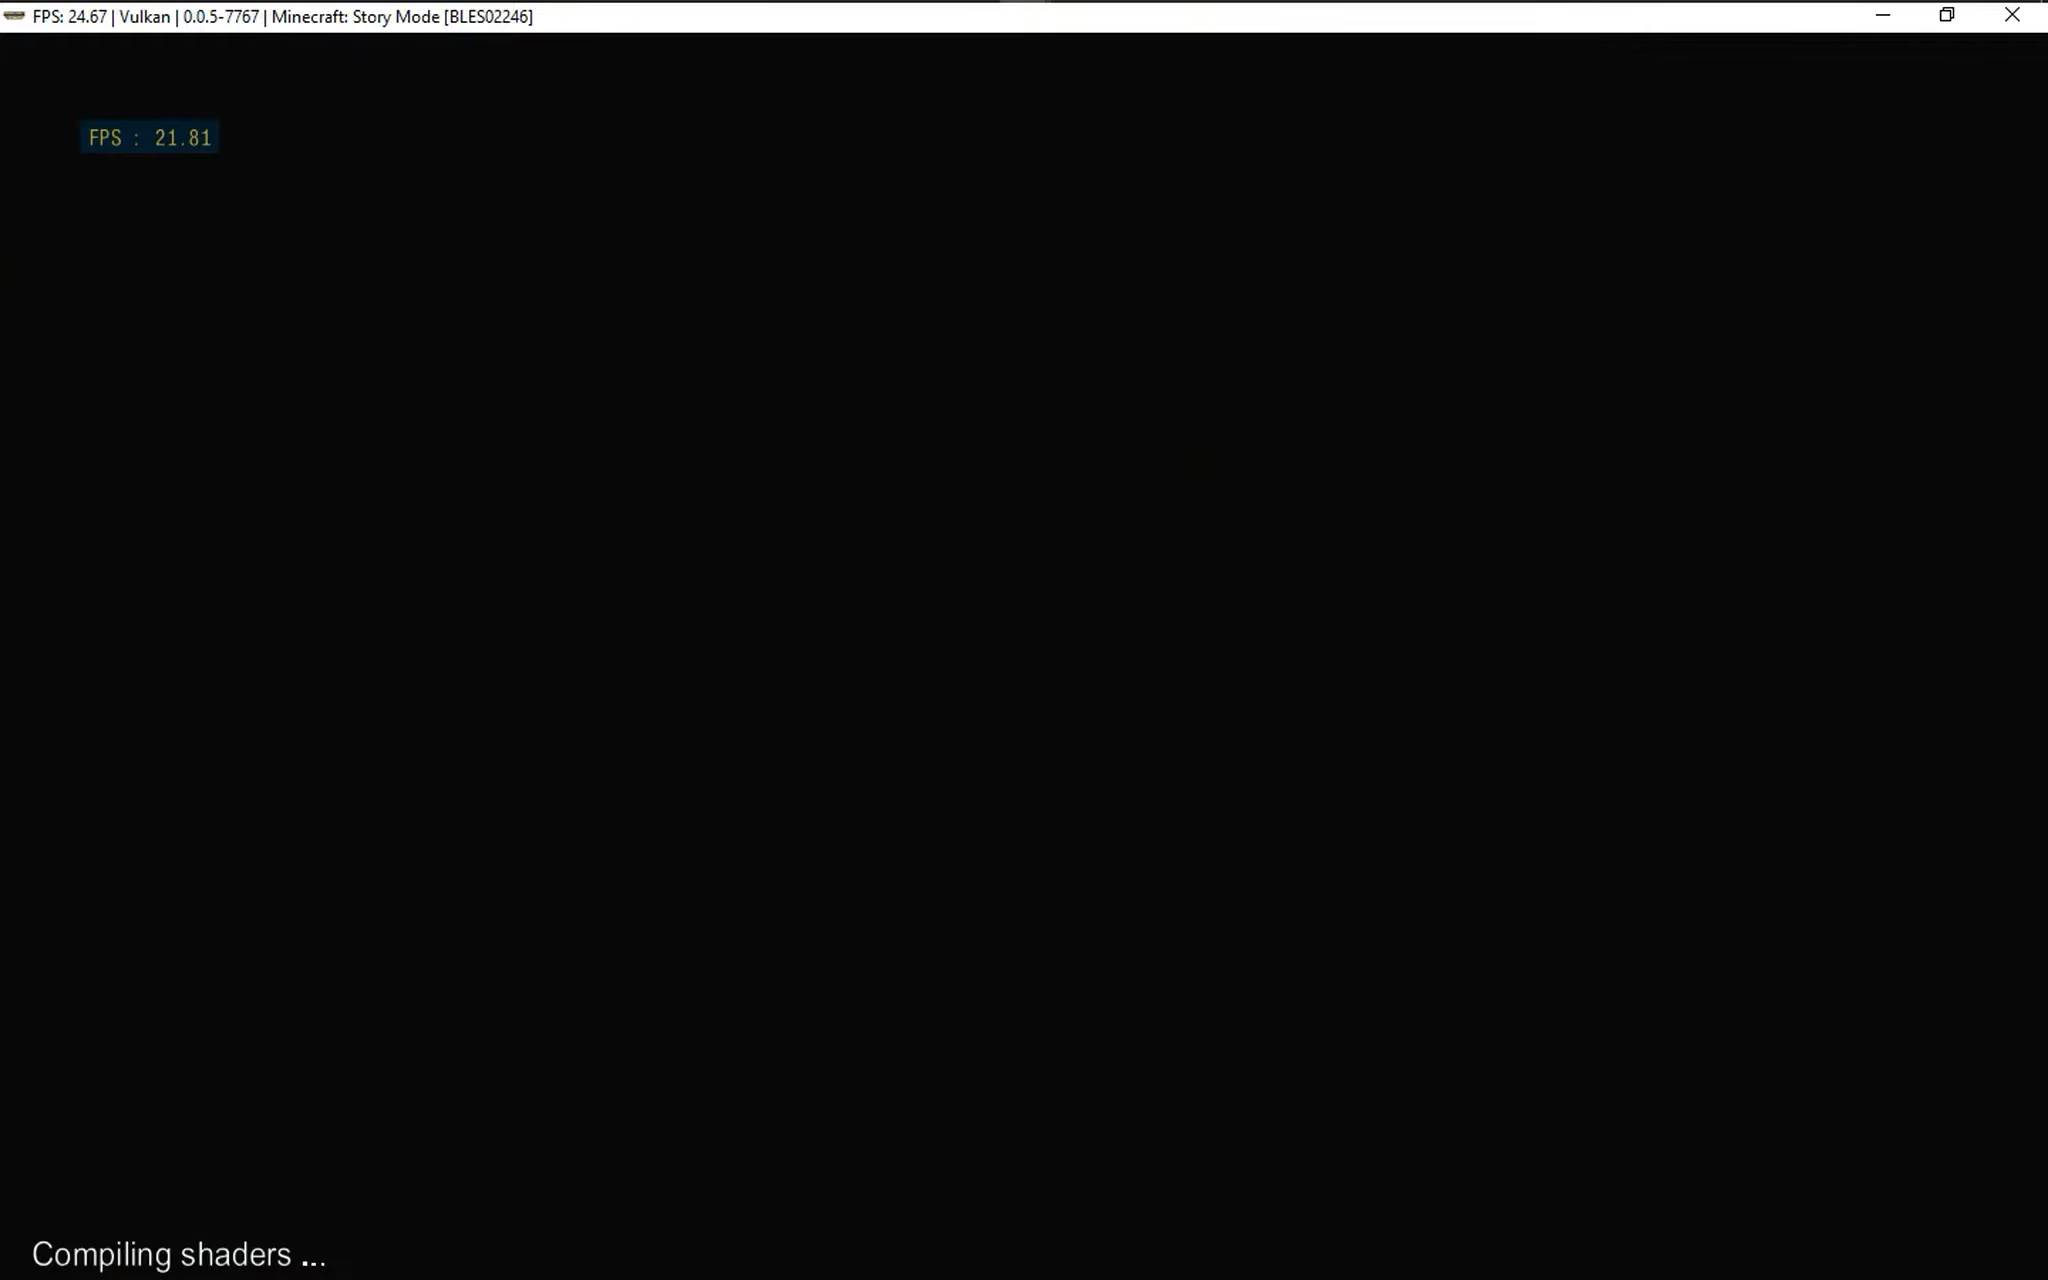 FPS: 24.67 | Vulkan | 0.0.5-7767 | Minecraft: Story Mode [BLES02246]
FPS : 21.81
Compiling shaders ...